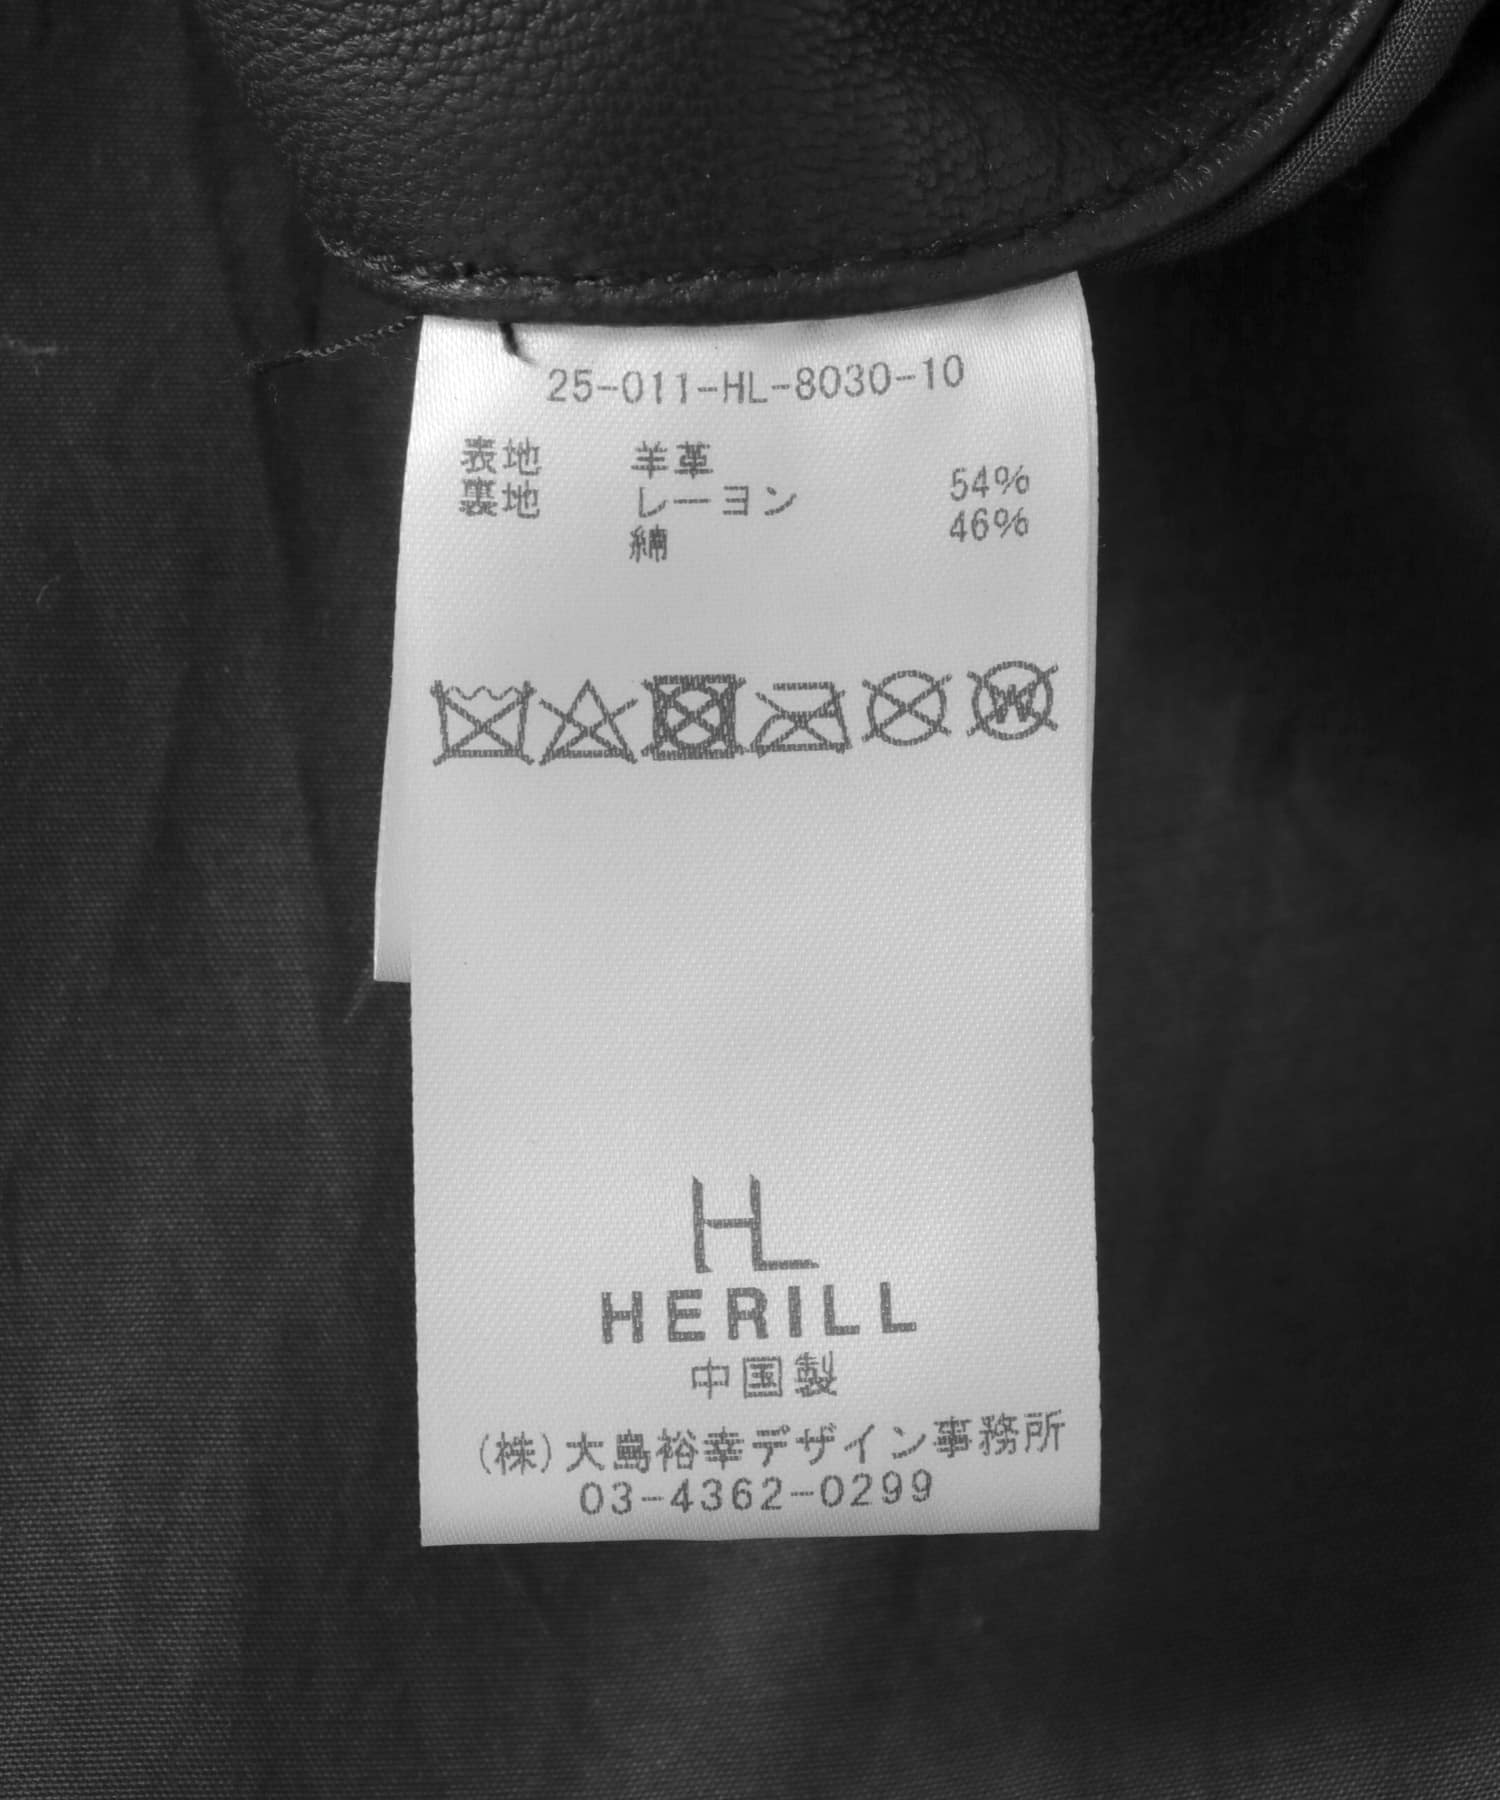 25-011-HL-8030-10
表地 羊革
裏地 レーヨン 54%
綿 46%
W
HL
HERILL
中国製
(株)大島裕幸デザイン事務所
03-4362-0299